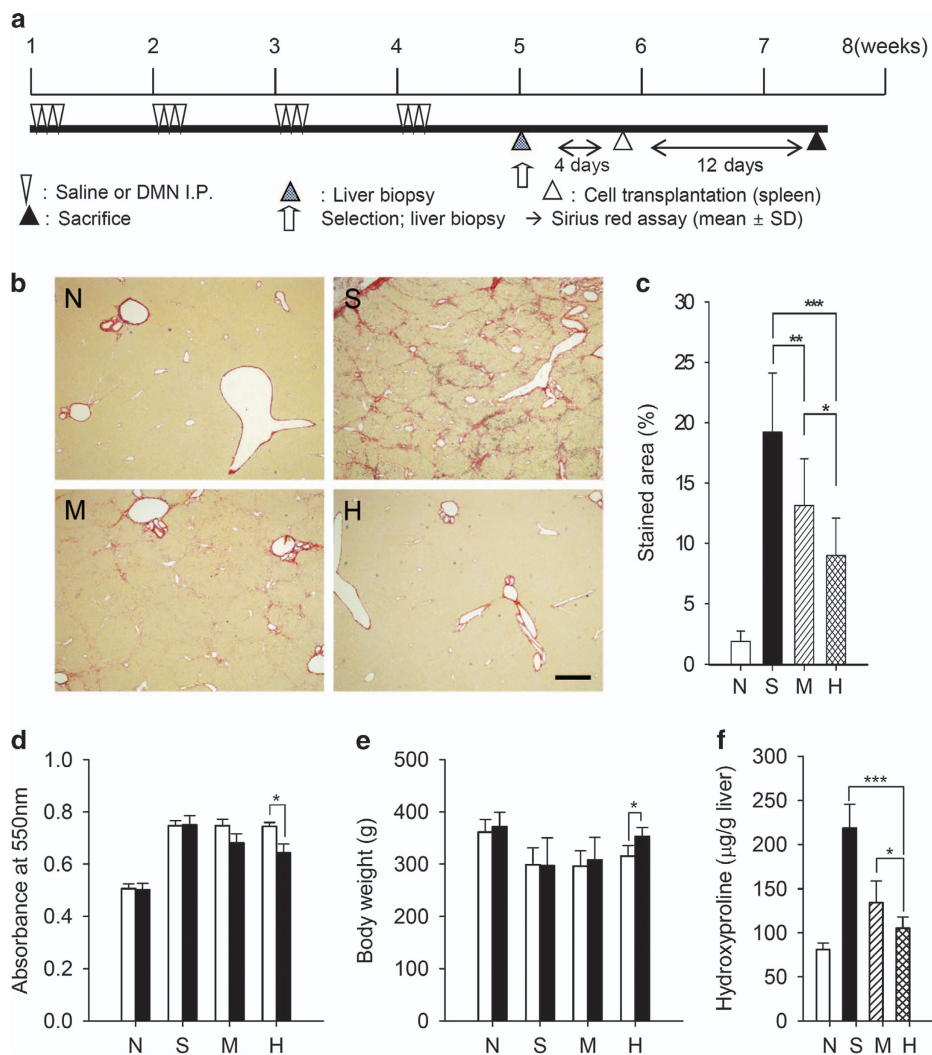 a
1 2 3 4 5 6 7 8(weeks)
4 days 12 days
: Saline or DMN I.P. : Liver biopsy : Cell transplantation (spleen)
: Sacrifice Selection; liver biopsy → Sirius red assay (mean ± SD)
b
N
S
M
H
c
Stained area (%)
30
25
20
15
10
5
0
***
**
*
N S M H
d
Absorbance at 550nm
1.0
0.8
0.6
0.4
0.2
0.0
*
N S M H
e
Body weight (g)
500
400
300
200
100
0
*
N S M H
f
Hydroxyproline (µg/g liver)
300
250
200
150
100
50
0
***
*
N S M H